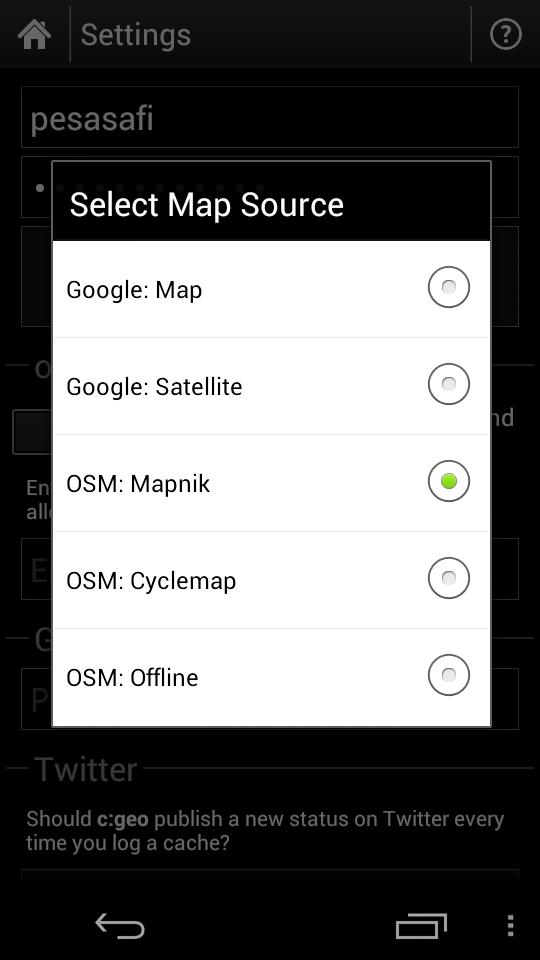 Settings
pesasafi
Select Map Source
Google: Map
Google: Satellite
OSM: Mapnik
OSM: Cyclemap
OSM: Offline
Twitter
Should c:geo publish a new status on Twitter every
time you log a cache?